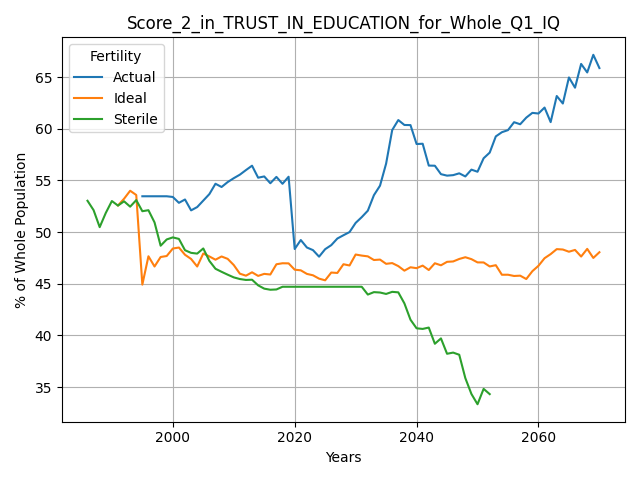 Score_2_in_TRUST_IN_EDUCATION_for_Whole_Q1_IQ
Fertility
Actual
Ideal
Sterile
% of Whole Population
65
60
55
50
45
40
35
2000 2020 2040 2060
Years